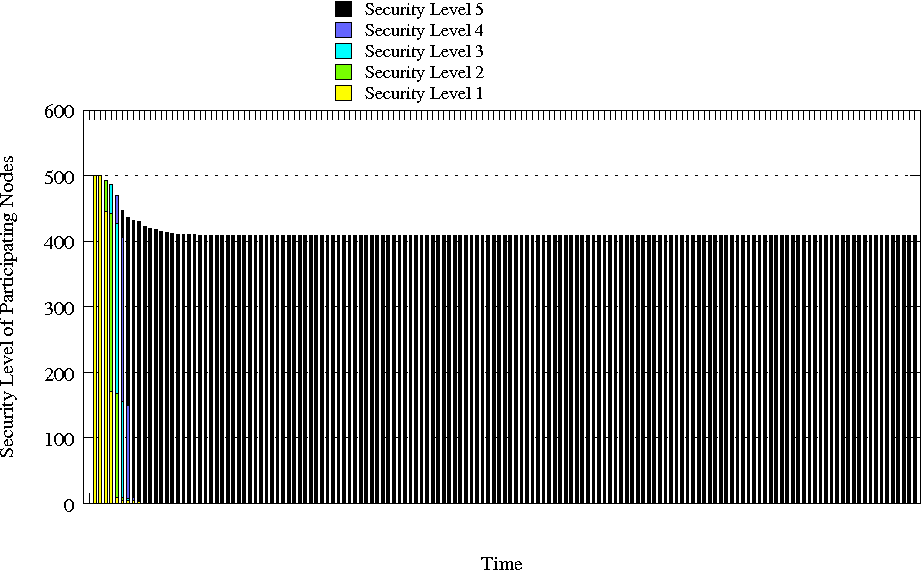 Security Level 5
Security Level 4
Security Level 3
Security Level 2
Security Level 1
600
500
400
300
200
100
0
Security Level of Participating Nodes
Time